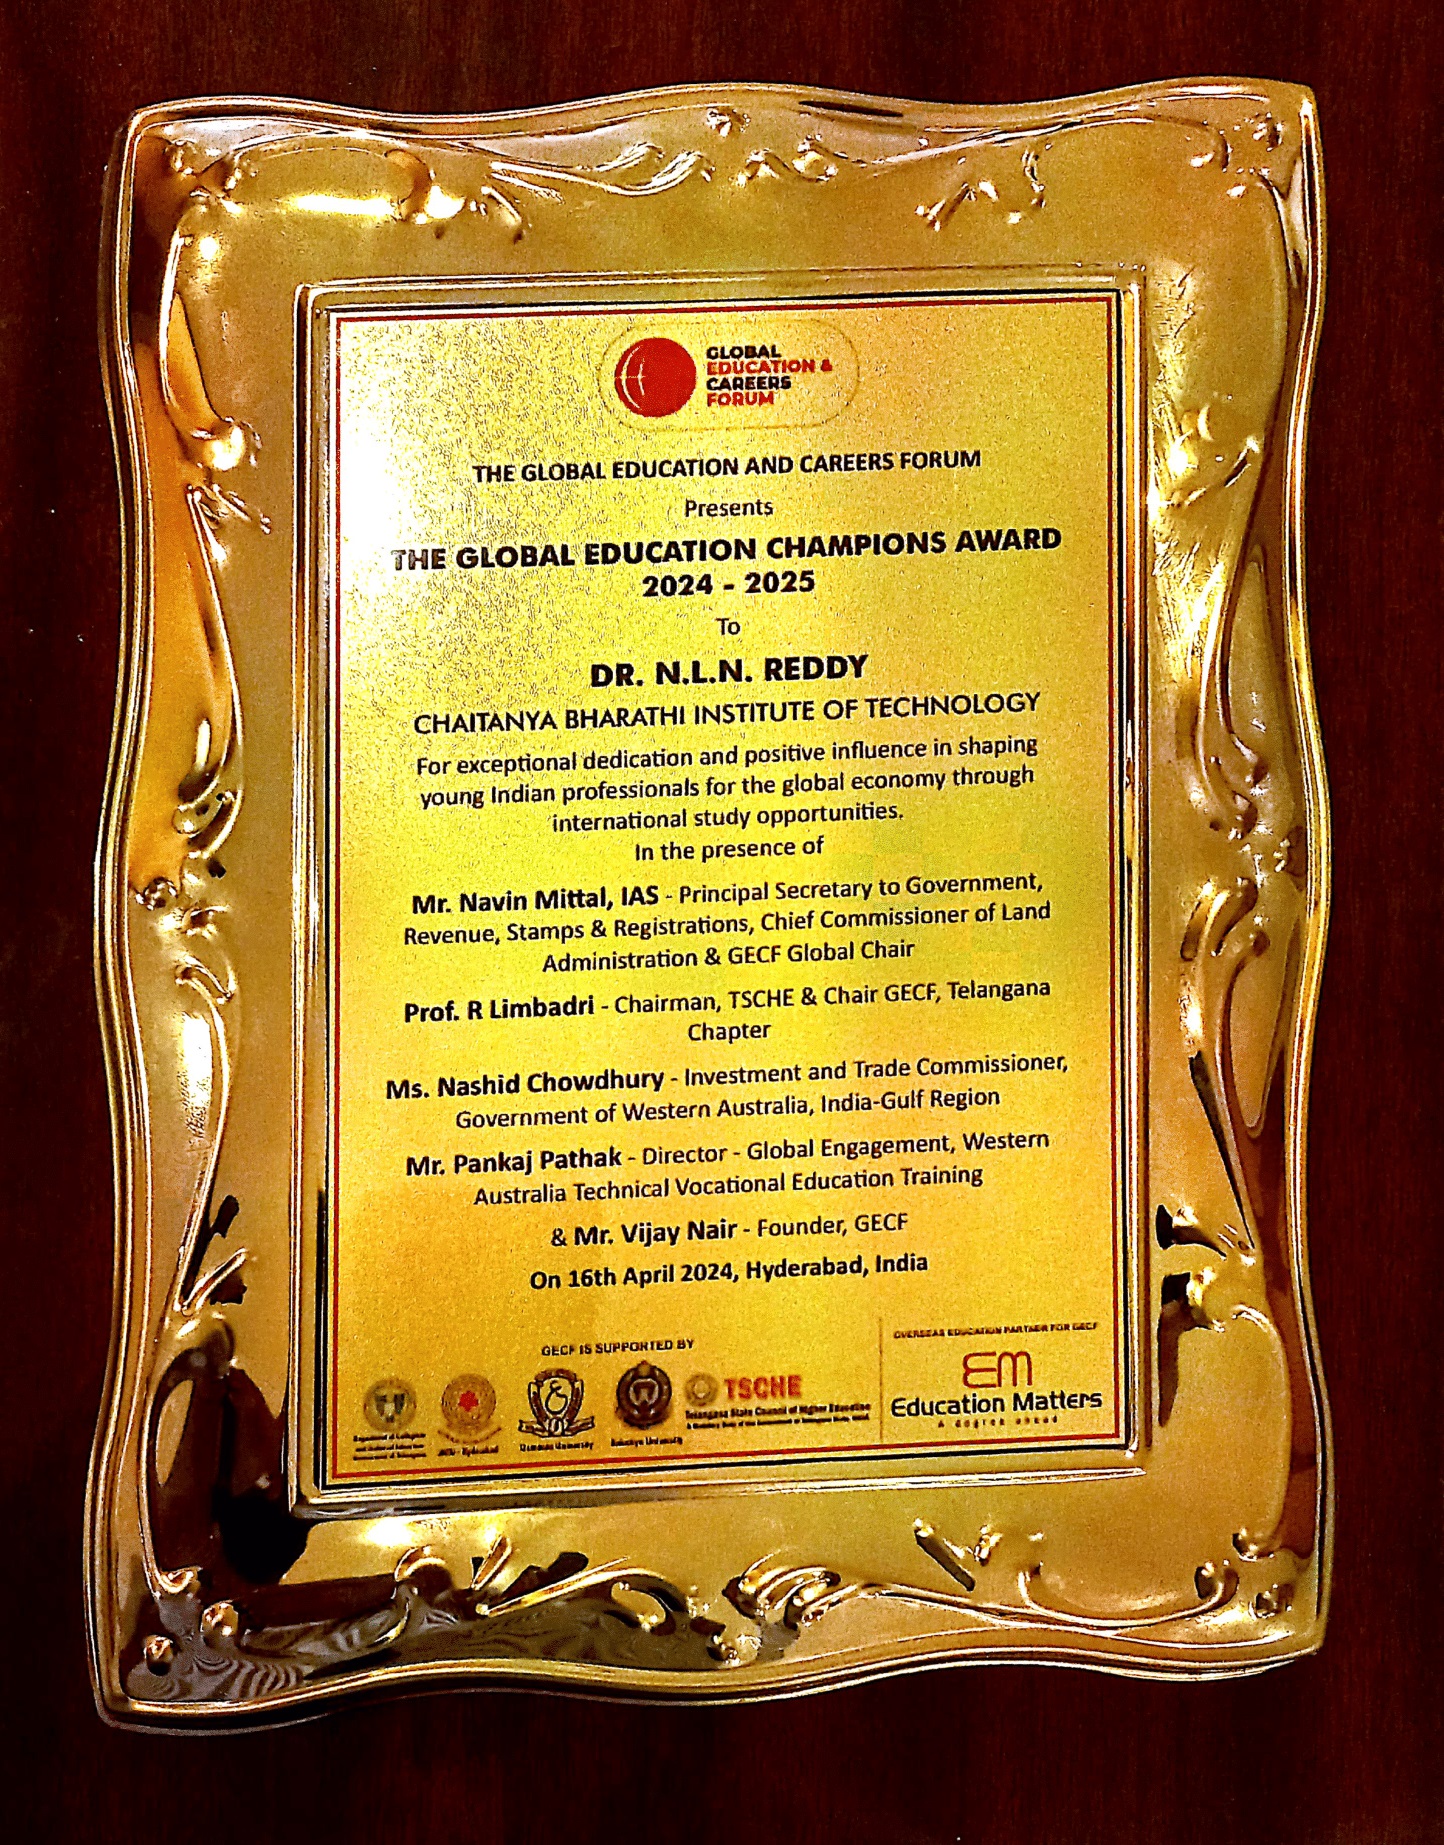 GLOBAL
EDUCATION &
CAREERS
FORUM
THE GLOBAL EDUCATION AND CAREERS FORUM
Presents
THE GLOBAL EDUCATION CHAMPIONS AWARD
2024 - 2025
To
DR. N.L.N. REDDY
CHAITANYA BHARATHI INSTITUTE OF TECHNOLOGY
For exceptional dedication and positive influence in shaping
young Indian professionals for the global economy through
international study opportunities.
In the presence of
Mr. Navin Mittal, IAS - Principal Secretary to Government,
Revenue, Stamps & Registrations, Chief Commissioner of Land
Administration & GECF Global Chair
Prof. R Limbadri - Chairman, TSCHE & Chair GECF, Telangana
Chapter
Ms. Nashid Chowdhury - Investment and Trade Commissioner,
Government of Western Australia, India-Gulf Region
Mr. Pankaj Pathak - Director - Global Engagement, Western
Australia Technical Vocational Education Training
& Mr. Vijay Nair - Founder, GECF
On 16th April 2024, Hyderabad, India
GECF IS SUPPORTED BY
TSCHE
Telangana State Council of Higher Education
OVERSEAS EDUCATION PARTNER FOR GECF
EM
Education Matters
A degree ahead